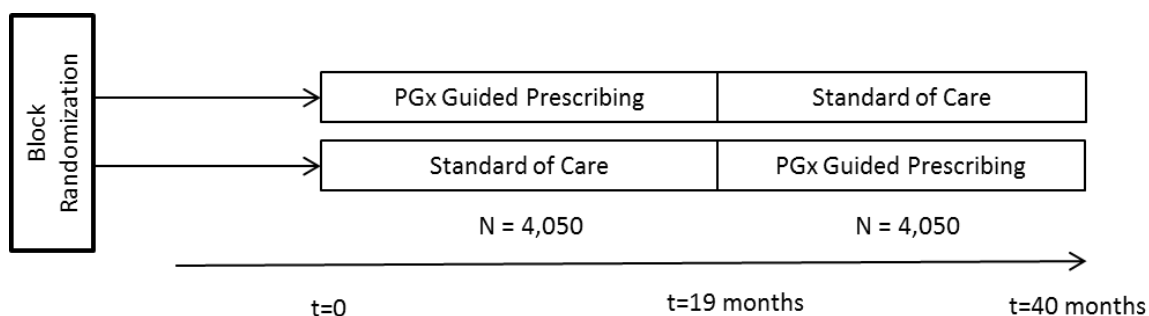 Block
Randomization
PGx Guided Prescribing
Standard of Care
Standard of Care
PGx Guided Prescribing
N = 4,050
N = 4,050
t=0
t=19 months
t=40 months